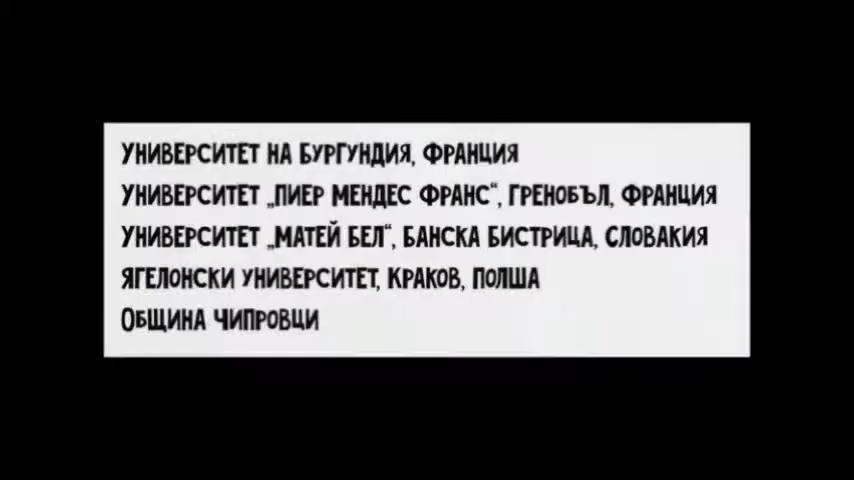 УНИВЕРСИТЕТ НА БУРГУНДИЯ, ФРАНЦИЯ
УНИВЕРСИТЕТ „ПИЕР МЕНДЕС ФРАНС“, ГРЕНОБЪЛ, ФРАНЦИЯ
УНИВЕРСИТЕТ „МАТЕЙ БЕЛ“, БАНСКА БИСТРИЦА, СЛОВАКИЯ
ЯГЕЛОНСКИ УНИВЕРСИТЕТ, КРАКОВ, ПОЛША
ОБЩИНА ЧИПРОВЦИ